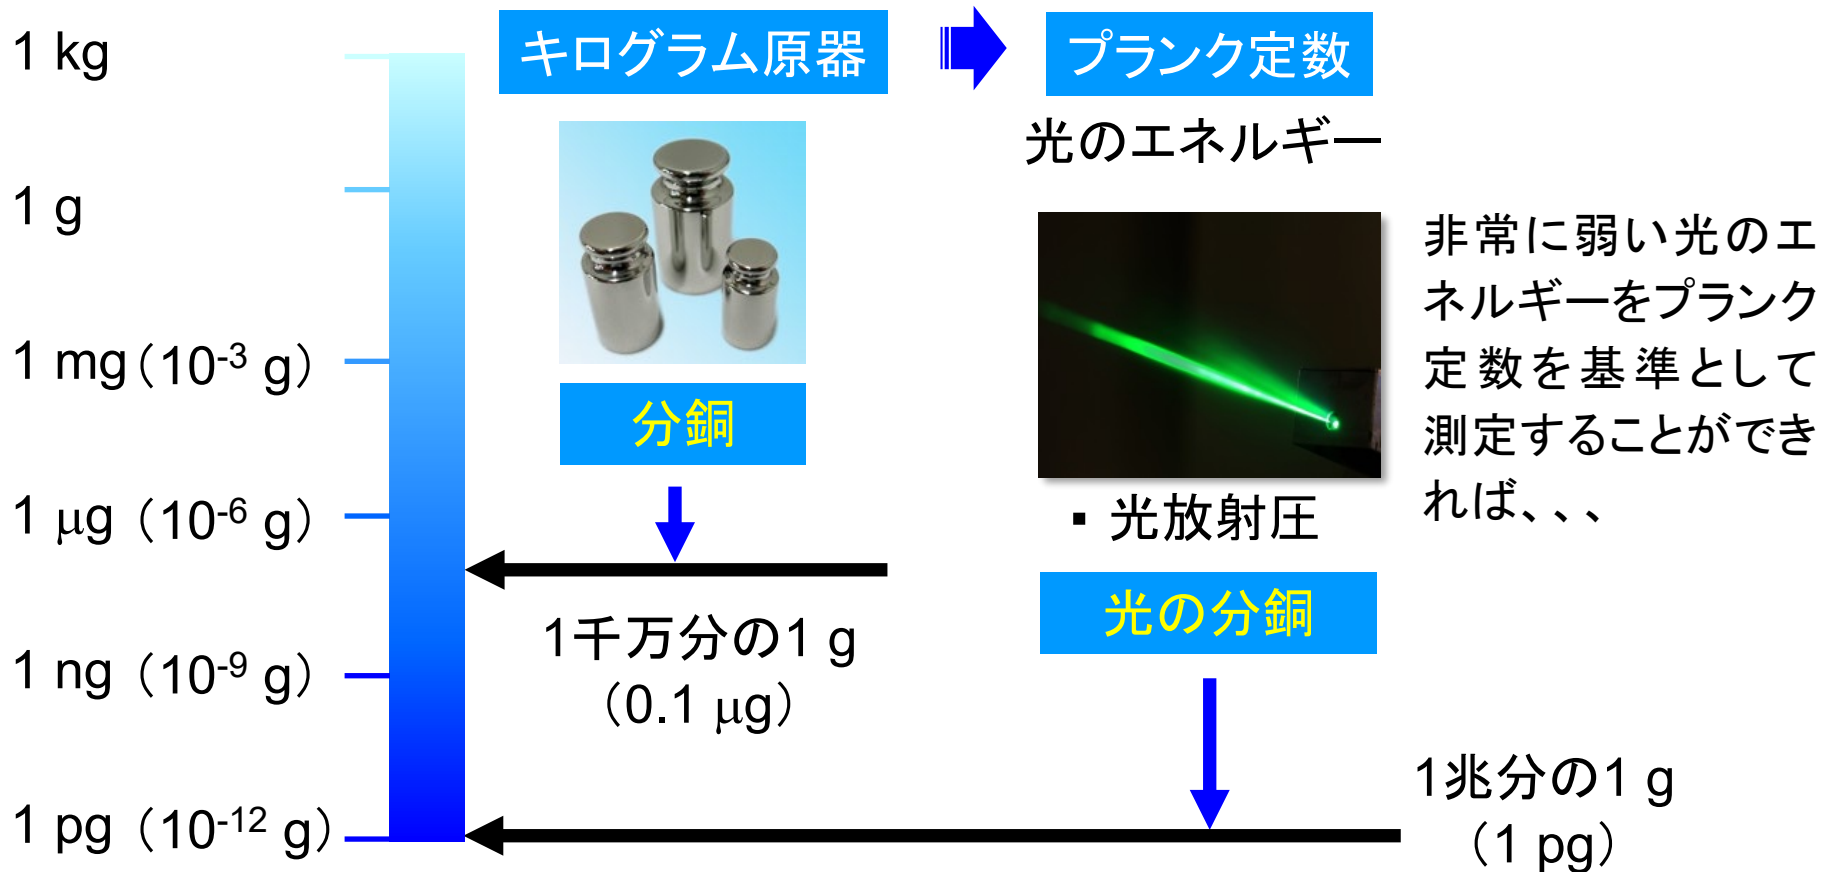 1 kg
1 g
1 mg（10-3 g）
1 μg（10-6 g）
1 ng（10-9 g）
1 pg（10-12 g）
キログラム原器
分銅
1千万分の1 g
（0.1 μg）
プランク定数
光のエネルギー
▪ 光放射圧
光の分銅
非常に弱い光のエ
ネルギーをプランク
定数を基準として
測定することができ
れば、、、
1兆分の1 g
（1 pg）